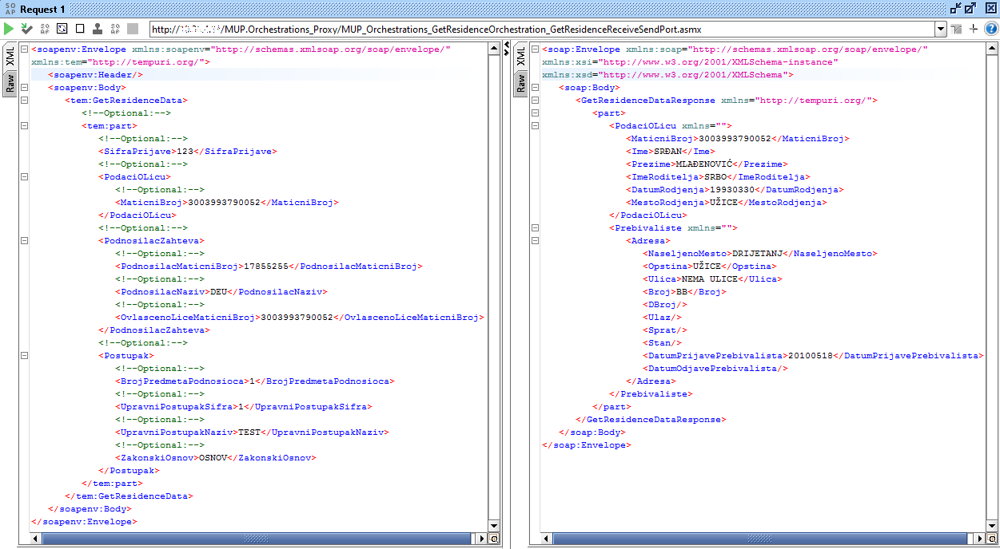 SO
AP
Request 1
http://10. /MUP.Orchestrations_Proxy/MUP_Orchestrations_GetResidenceOrchestration_GetResidenceReceiveSendPort.asmx
XML
Raw
<soapenv:Envelope xmlns:soapenv="http://schemas.xmlsoap.org/soap/envelope/"
xmlns:tem="http://tempuri.org/">
<soapenv:Header/>
<soapenv:Body>
<tem:GetResidenceData>
<!--Optional:-->
<tem:part>
<!--Optional:-->
<SifraPrijave>123</SifraPrijave>
<!--Optional:-->
<PodaciOLicu>
<!--Optional:-->
<MaticniBroj>3003993790052</MaticniBroj>
</PodaciOLicu>
<!--Optional:-->
<PodnosilacZahteva>
<!--Optional:-->
<PodnosilacMaticniBroj>17855255</PodnosilacMaticniBroj>
<!--Optional:-->
<PodnosilacNaziv>DEU</PodnosilacNaziv>
<!--Optional:-->
<OvlascenoLiceMaticniBroj>3003993790052</OvlascenoLiceMaticniBroj>
</PodnosilacZahteva>
<!--Optional:-->
<Postupak>
<!--Optional:-->
<BrojPredmetaPodnosioca>1</BrojPredmetaPodnosioca>
<!--Optional:-->
<UpravniPostupakSifra>1</UpravniPostupakSifra>
<!--Optional:-->
<UpravniPostupakNaziv>TEST</UpravniPostupakNaziv>
<!--Optional:-->
<ZakonskiOsnov>OSNOV</ZakonskiOsnov>
</Postupak>
</tem:part>
</tem:GetResidenceData>
</soapenv:Body>
</soapenv:Envelope>
XML
Raw
<soap:Envelope xmlns:soap="http://schemas.xmlsoap.org/soap/envelope/"
xmlns:xsi="http://www.w3.org/2001/XMLSchema-instance"
xmlns:xsd="http://www.w3.org/2001/XMLSchema">
<soap:Body>
<GetResidenceDataResponse xmlns="http://tempuri.org/">
<part>
<PodaciOLicu xmlns="">
<MaticniBroj>3003993790052</MaticniBroj>
<Ime>SRĐAN</Ime>
<Prezime>MLAĐENOVIĆ</Prezime>
<ImeRoditelja>SRBO</ImeRoditelja>
<DatumRodjenja>19930330</DatumRodjenja>
<MestoRodjenja>UŽICE</MestoRodjenja>
</PodaciOLicu>
<Prebivaliste xmlns="">
<Adresa>
<NaseljenoMesto>DRIJETANJ</NaseljenoMesto>
<Opstina>UŽICE</Opstina>
<Ulica>NEMA ULICE</Ulica>
<Broj>BB</Broj>
<DBroj/>
<Ulaz/>
<Sprat/>
<Stan/>
<DatumPrijavePrebivalista>20100518</DatumPrijavePrebivalista>
<DatumOdjavePrebivalista/>
</Adresa>
</Prebivaliste>
</part>
</GetResidenceDataResponse>
</soap:Body>
</soap:Envelope>